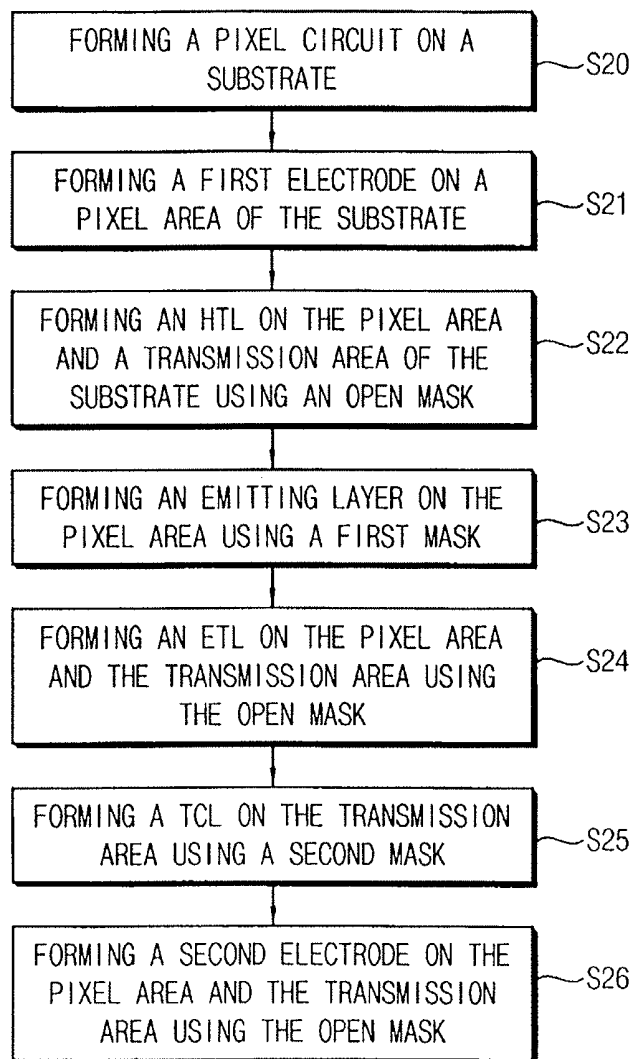 FORMING A PIXEL CIRCUIT ON A
SUBSTRATE
S20
FORMING A FIRST ELECTRODE ON A
PIXEL AREA OF THE SUBSTRATE
S21
FORMING AN HTL ON THE PIXEL AREA
AND A TRANSMISSION AREA OF THE
SUBSTRATE USING AN OPEN MASK
S22
FORMING AN EMITTING LAYER ON THE
PIXEL AREA USING A FIRST MASK
S23
FORMING AN ETL ON THE PIXEL AREA
AND THE TRANSMISSION AREA USING
THE OPEN MASK
S24
FORMING A TCL ON THE TRANSMISSION
AREA USING A SECOND MASK
S25
FORMING A SECOND ELECTRODE ON THE
PIXEL AREA AND THE TRANSMISSION
AREA USING THE OPEN MASK
S26